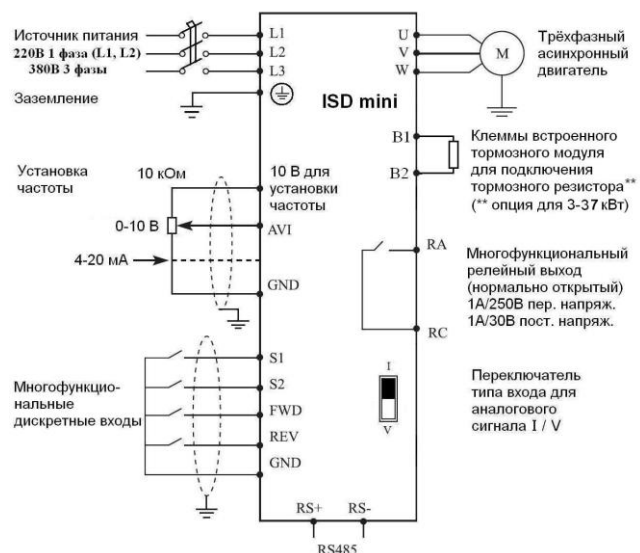 Источник питания
220В 1 фаза (L1, L2)
380В 3 фазы
Заземление
L1
L2
L3
ISD mini
U
V
W
M
Трёхфазный
асинхронный
двигатель
B1
B2
Клеммы встроенного
тормозного модуля
для подключения
тормозного резистора**
(** опция для 3-37 кВт)
Установка
частоты
10 кОм
0-10 В
4-20 мА
10 В для
установки
частоты
AVI
GND
RA
RC
Многофункциональный
релейный выход
(нормально открытый)
1А/250В пер. напряж.
1А/30В пост. напряж.
Многофункцио-
нальные
дискретные входы
S1
S2
FWD
REV
GND
I
V
Переключатель
типа входа для
аналогового
сигнала I / V
RS+ RS-
RS485